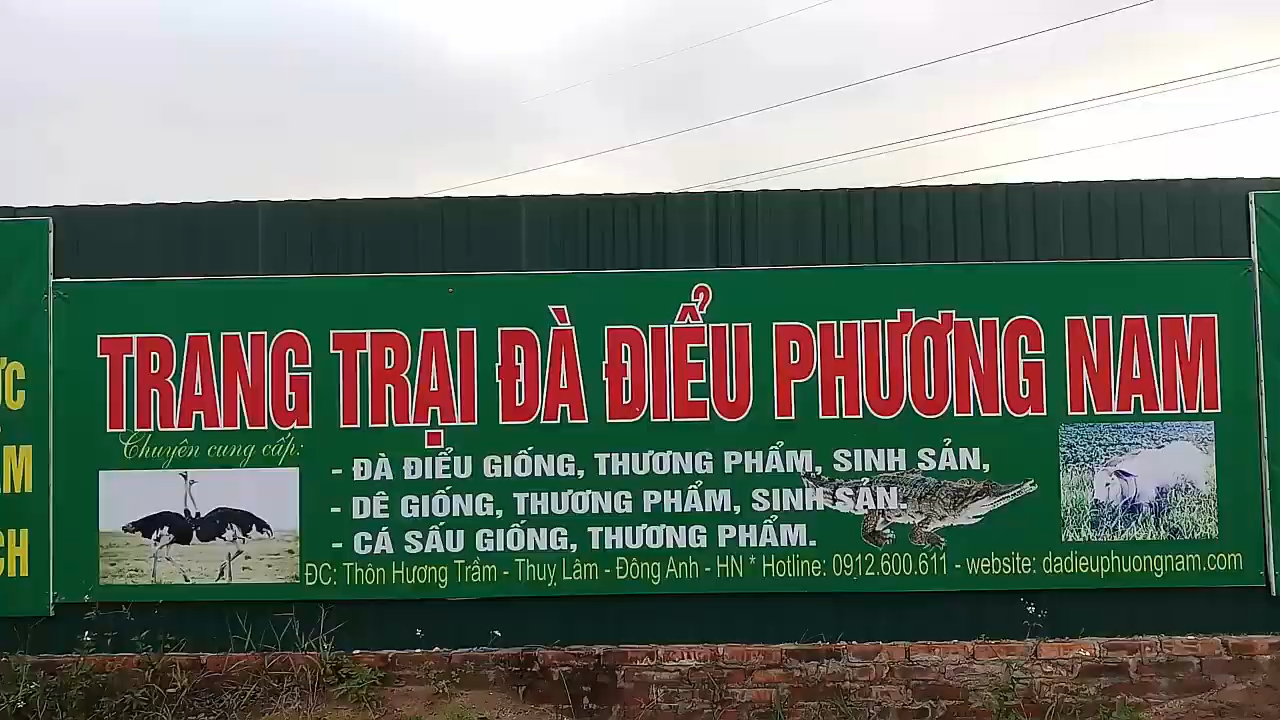 TRANG TRẠI ĐÀ ĐIỂU PHƯƠNG NAM
Chuyên cung cấp:
- ĐÀ ĐIỂU GIỐNG, THƯƠNG PHẨM, SINH SẢN,
- DÊ GIỐNG, THƯƠNG PHẨM, SINH SẢN.
- CÁ SẤU GIỐNG, THƯƠNG PHẨM.
ĐC: Thôn Hương Trầm - Thuỵ Lâm - Đông Anh - HN * Hotline: 0912.600.611 - website: dadieuphuongnam.com